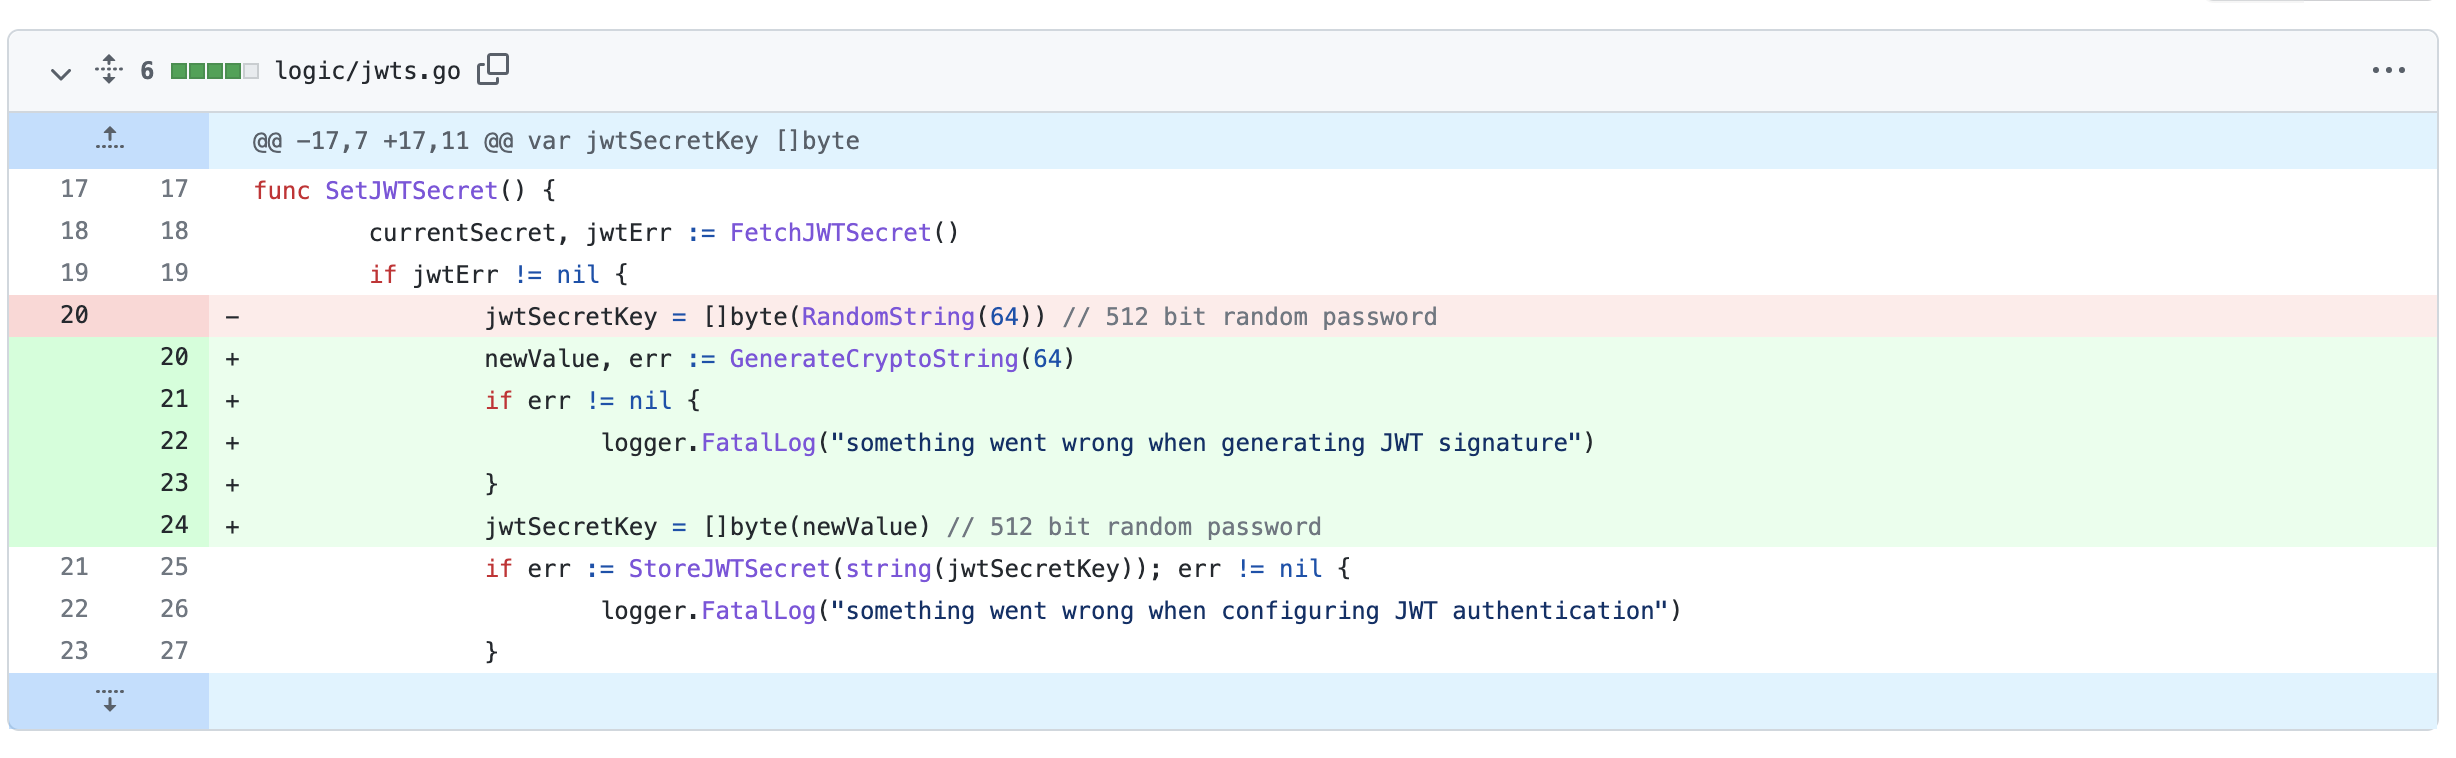 6 logic/jwts.go
@@ -17,7 +17,11 @@ var jwtSecretKey []byte
17 17 func SetJWTSecret() {
18 18 currentSecret, jwtErr := FetchJWTSecret()
19 19 if jwtErr != nil {
20 - jwtSecretKey = []byte(RandomString(64)) // 512 bit random password
20 + newValue, err := GenerateCryptoString(64)
21 + if err != nil {
22 + logger.FatalLog("something went wrong when generating JWT signature")
23 + }
24 + jwtSecretKey = []byte(newValue) // 512 bit random password
21 25 if err := StoreJWTSecret(string(jwtSecretKey)); err != nil {
22 26 logger.FatalLog("something went wrong when configuring JWT authentication")
23 27 }